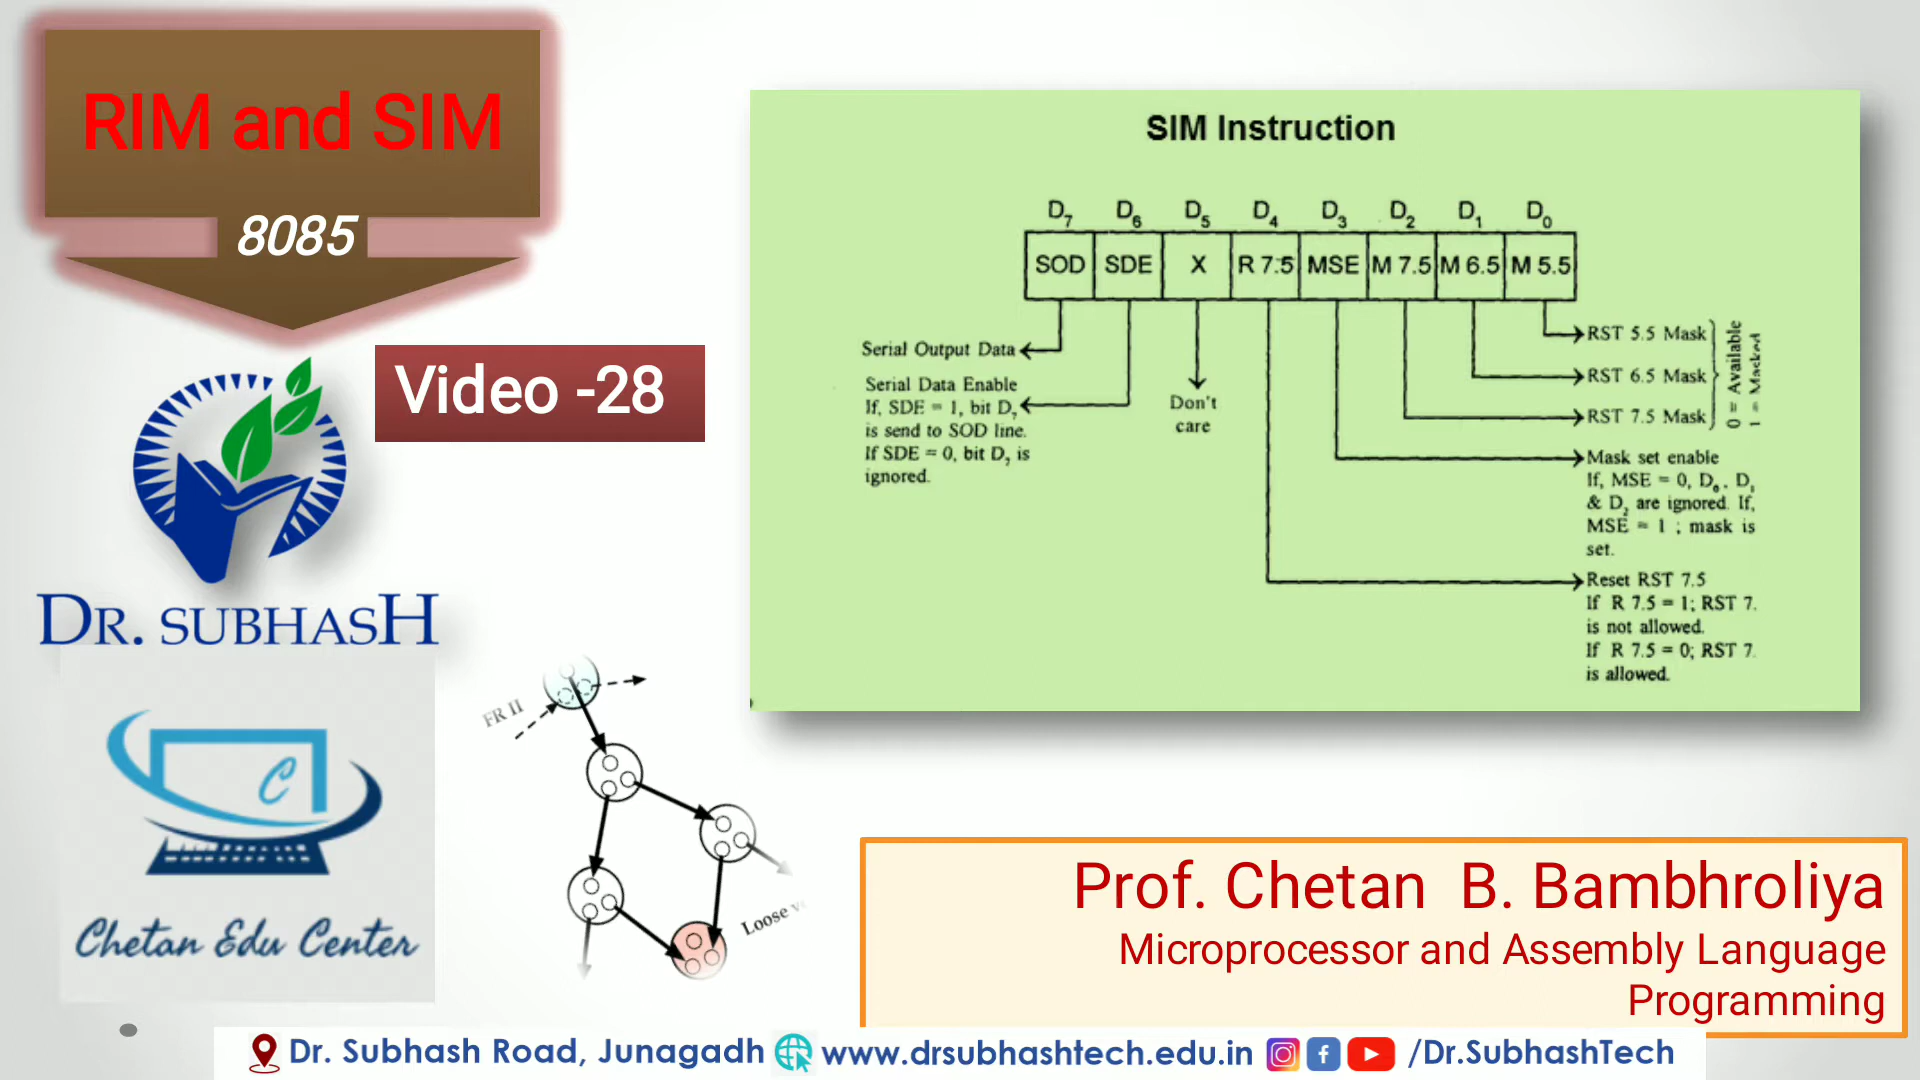 RIM and SIM
8085
Video -28
DR. SUBHASH
C
Chetan Edu Center
FR II
Loose
SIM Instruction
D7 D6 D5 D4 D3 D2 D1 D0
SOD SDE X R 7.5 MSE M 7.5 M 6.5 M 5.5
Serial Output Data
Serial Data Enable
If, SDE = 1, bit D7
is send to SOD line.
If SDE = 0, bit D7 is
ignored.
Don't
care
RST 5.5 Mask
RST 6.5 Mask
RST 7.5 Mask
0 = Available
1 = Masked
Mask set enable
If, MSE = 0, D0, D1
& D2 are ignored. If,
MSE = 1 ; mask is
set.
Reset RST 7.5
If R 7.5 = 1; RST 7.
is not allowed.
If R 7.5 = 0; RST 7.
is allowed.
Prof. Chetan B. Bambhroliya
Microprocessor and Assembly Language
Programming
Dr. Subhash Road, Junagadh www.drsubhashtech.edu.in f /Dr.SubhashTech